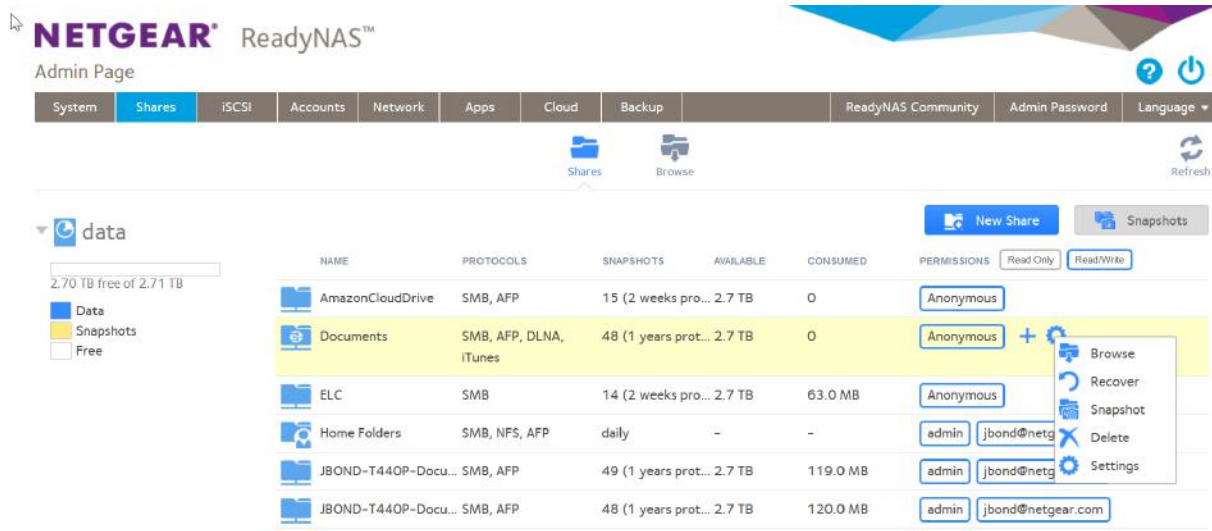 NETGEAR® ReadyNAS™
Admin Page
System Shares iSCSI Accounts Network Apps Cloud Backup ReadyNAS Community Admin Password Language
Shares Browse Refresh
data
New Share Snapshots
NAME PROTOCOLS SNAPSHOTS AVAILABLE CONSUMED PERMISSIONS Read Only Read/Write
2.70 TB free of 2.71 TB
Data
Snapshots
Free
AmazonCloudDrive SMB, AFP 15 (2 weeks pro... 2.7 TB 0 Anonymous
Documents SMB, AFP, DLNA, 48 (1 years prot... 2.7 TB 0 Anonymous
iTunes
Browse
Recover
Snapshot
Delete
Settings
ELC SMB 14 (2 weeks pro... 2.7 TB 63.0 MB Anonymous
Home Folders SMB, NFS, AFP daily - - admin jbond@netg
JBOND-T440P-Docu... SMB, AFP 49 (1 years prot... 2.7 TB 119.0 MB admin jbond@netg
JBOND-T440P-Docu... SMB, AFP 48 (1 years prot... 2.7 TB 120.0 MB admin jbond@netgear.com